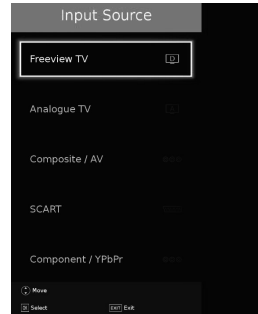 Input Source
Freeview TV
Analogue TV
Composite / AV
SCART
Component / YPbPr
Move
Select EXIT Exit